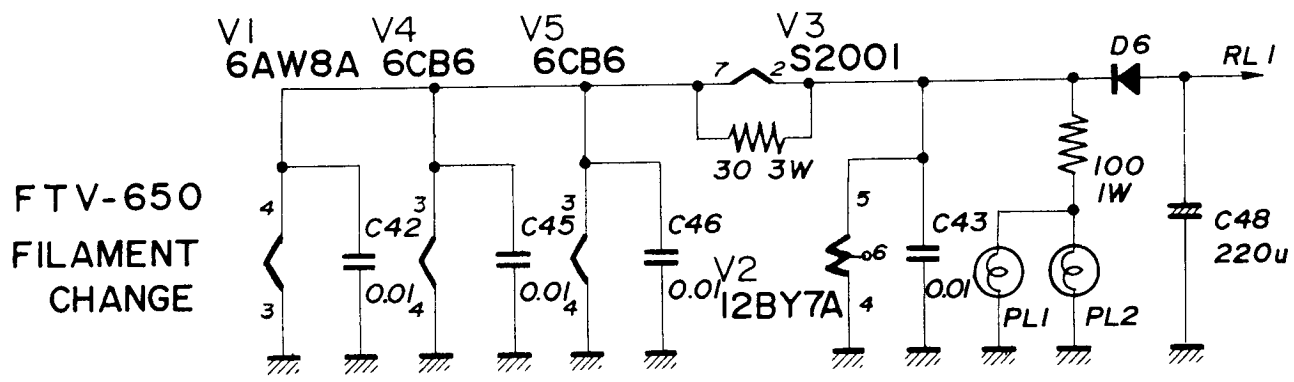 V1
6AW8A
V4
6CB6
V5
6CB6
V3
S2001
D6
RL1
7
2
30 3W
100
1W
FTV-650
FILAMENT
CHANGE
4
3
C42
0.01
3
4
C45
0.01
3
4
C46
0.01
V2
12BY7A
5
6
4
C43
0.01
PL1
PL2
C48
220u